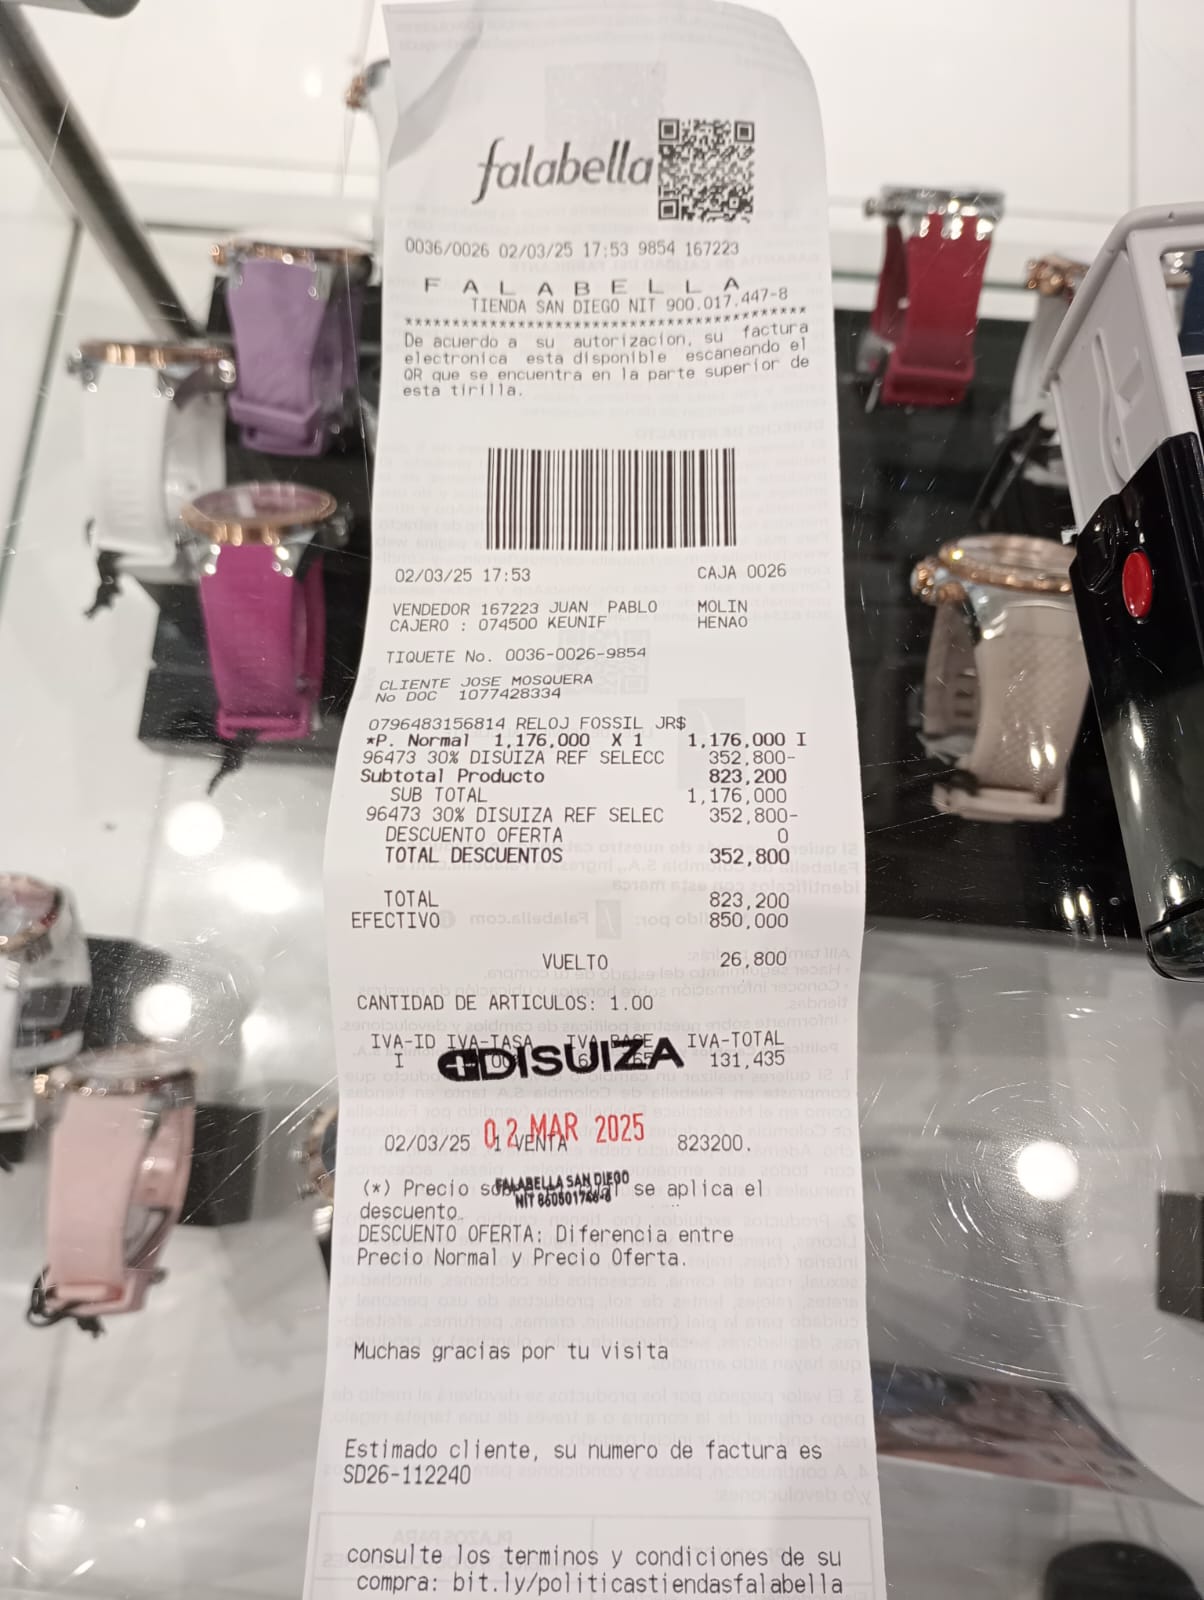 falabella
0036/0026 02/03/25 17:53 9854 167223
F A L A B E L L A
TIENDA SAN DIEGO NIT 900.017.447-8
****************************************
De acuerdo a su autorizacion, su factura
electronica esta disponible escaneando el
QR que se encuentra en la parte superior de
esta tirilla.
02/03/25 17:53 CAJA 0026
VENDEDOR 167223 JUAN PABLO MOLIN
CAJERO : 074500 KEUNIF HENAO
TIQUETE No. 0036-0026-9854
CLIENTE JOSE MOSQUERA
No DOC 1077428334
0796483156814 RELOJ FOSSIL JR$
*P. Normal 1,176,000 X 1 1,176,000 I
96473 30% DISUIZA REF SELECC 352,800-
Subtotal Producto 823,200
SUB TOTAL 1,176,000
96473 30% DISUIZA REF SELEC 352,800-
DESCUENTO OFERTA 0
TOTAL DESCUENTOS 352,800
TOTAL 823,200
EFECTIVO 850,000
VUELTO 26,800
CANTIDAD DE ARTICULOS: 1.00
IVA-ID IVA-TASA IVA-BASE IVA-TOTAL
I 131,435
DISUIZA
02 MAR 2025
02/03/25 1 VENTA 823200.
FALABELLA SAN DIEGO
(*) Precio se aplica el
descuento.
DESCUENTO OFERTA: Diferencia entre
Precio Normal y Precio Oferta.
Muchas gracias por tu visita
Estimado cliente, su numero de factura es
SD26-112240
consulte los terminos y condiciones de su
compra: bit.ly/politicastiendasfalabella